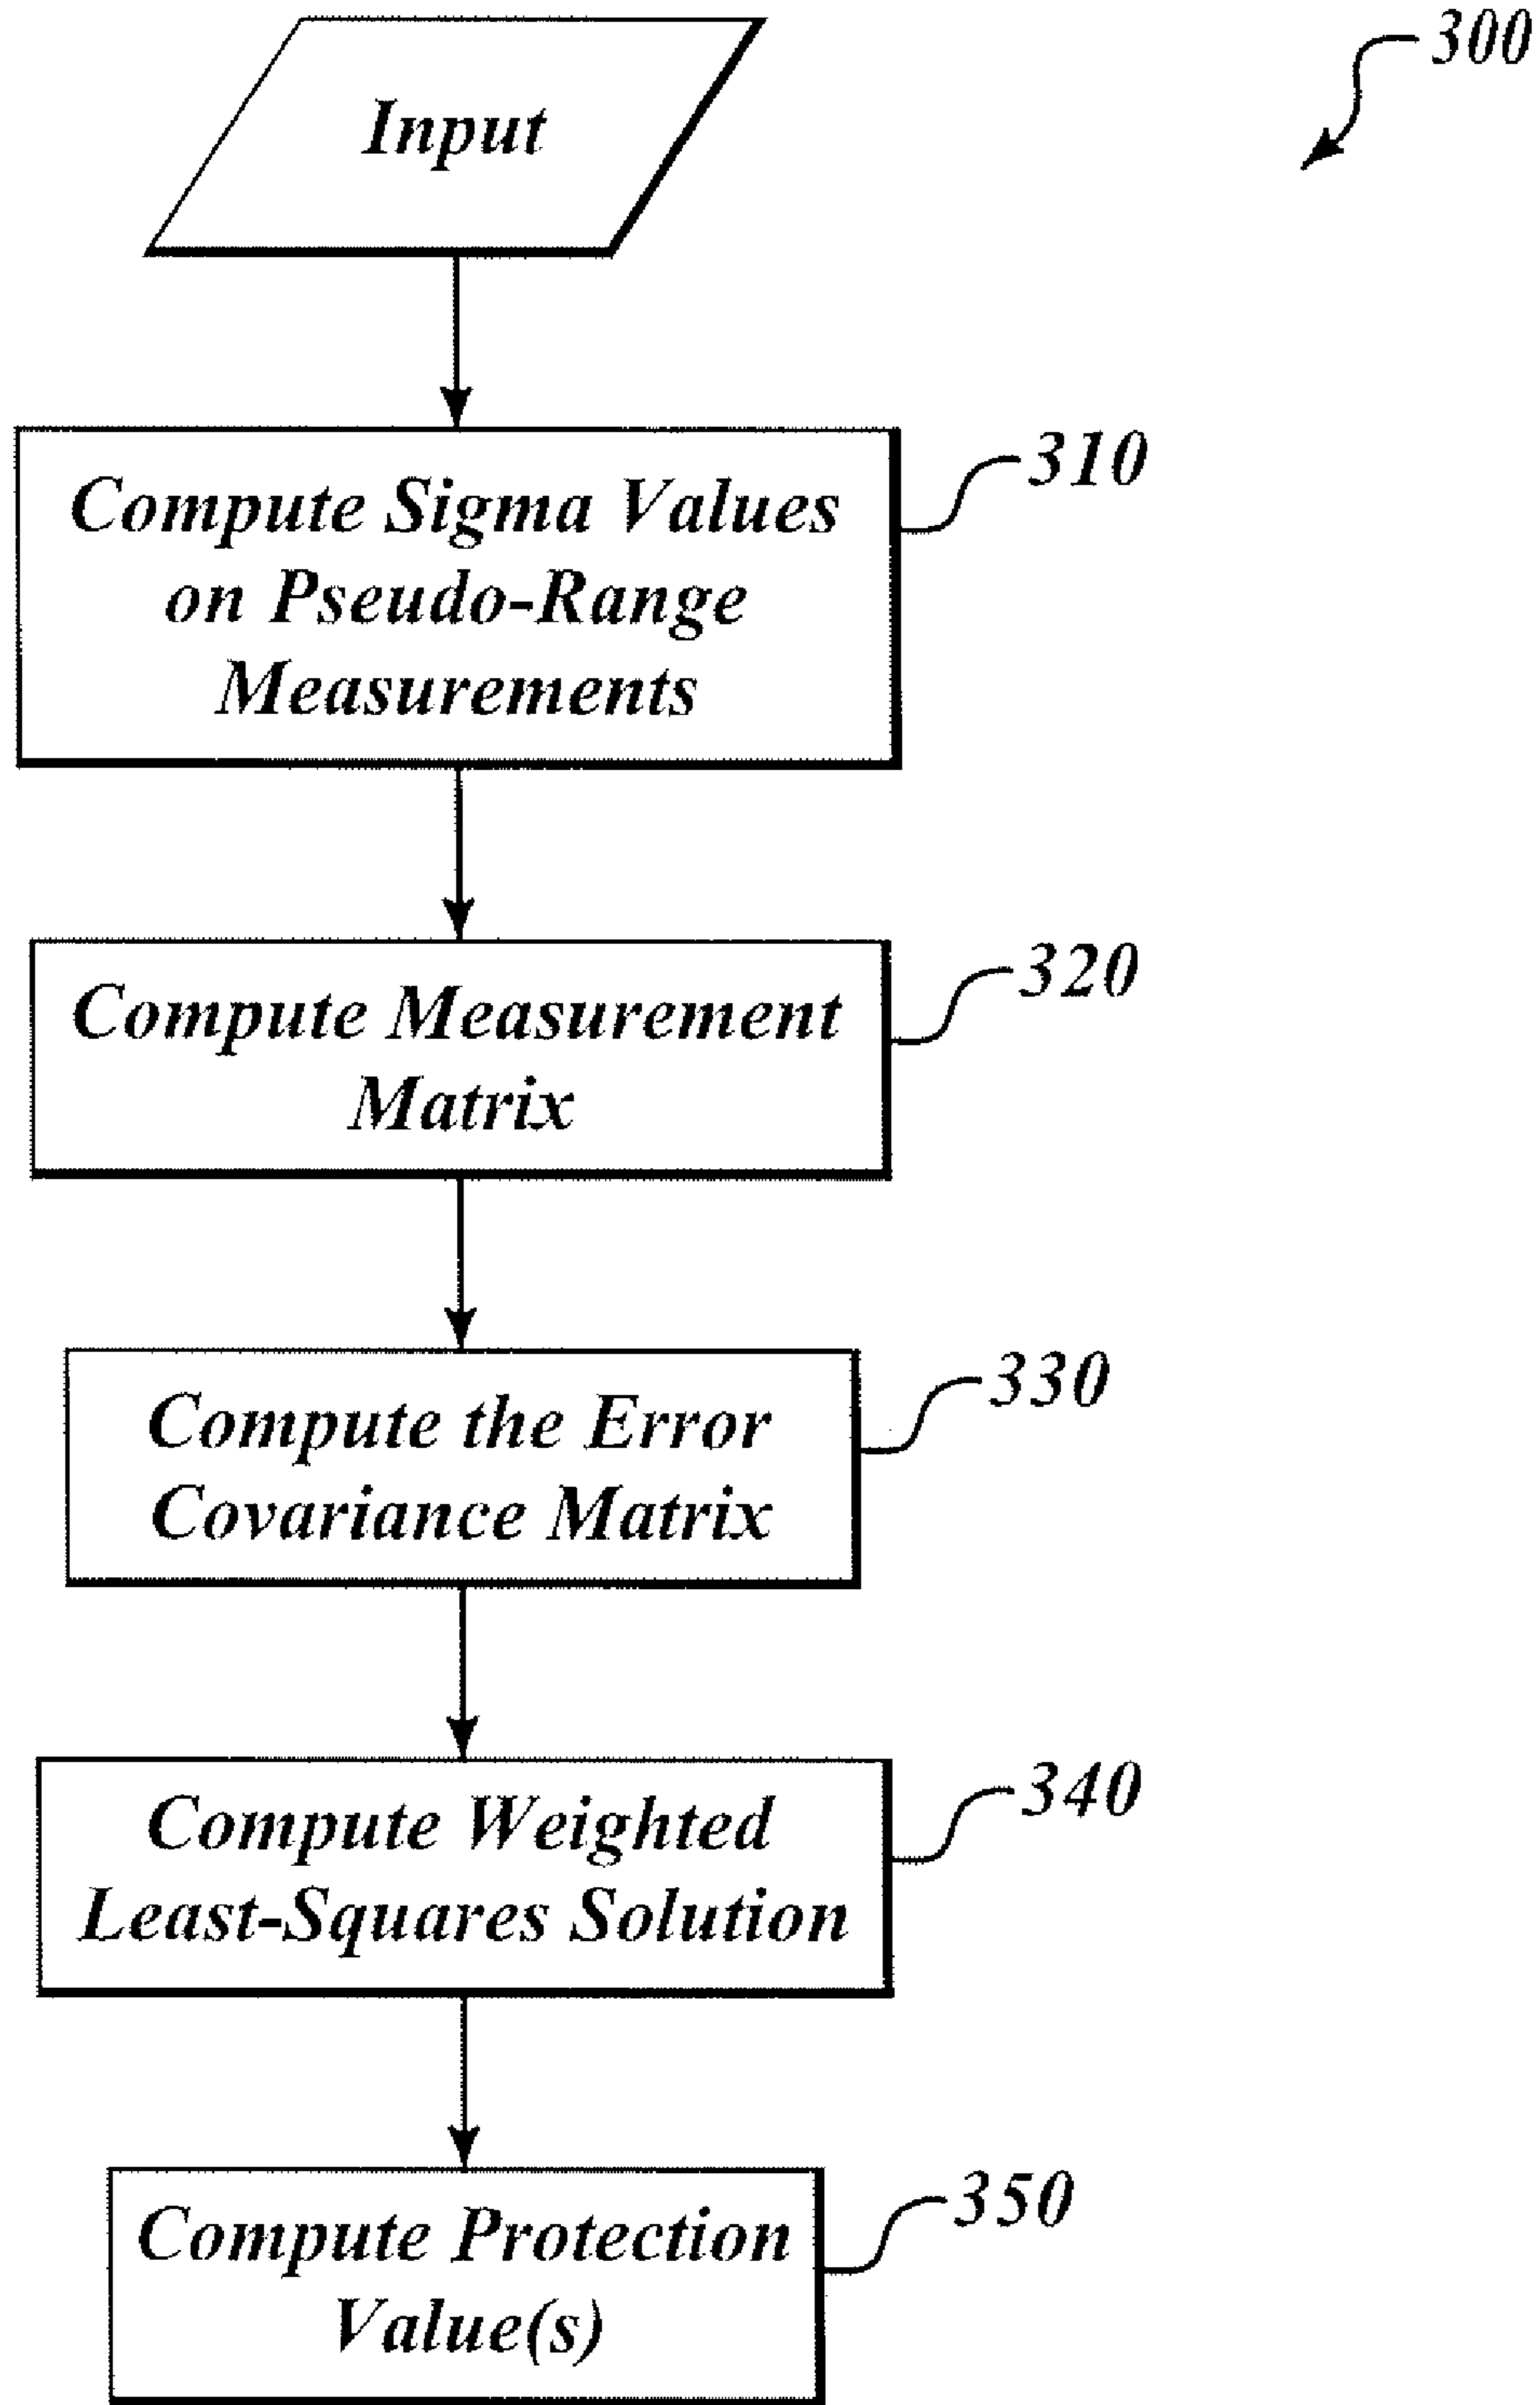 300
Input
310
Compute Sigma Values
on Pseudo-Range
Measurements
320
Compute Measurement
Matrix
330
Compute the Error
Covariance Matrix
340
Compute Weighted
Least-Squares Solution
350
Compute Protection
Value(s)